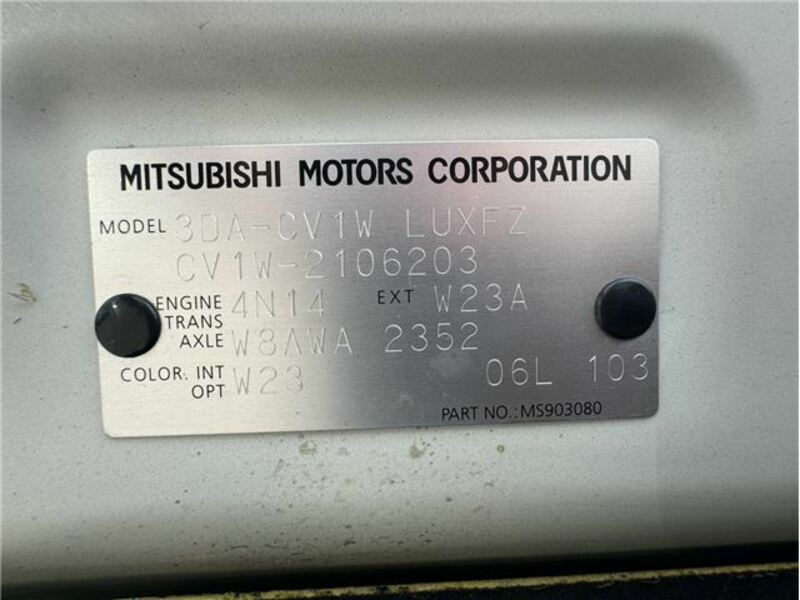 MITSUBISHI MOTORS CORPORATION
MODEL 3DA-CV1W LUXFZ
CV1W-2106203
ENGINE 4N14 EXT W23A
TRANS
AXLE W8AWA 2352
COLOR: INT W23 06L 103
OPT
PART NO.: MS903080